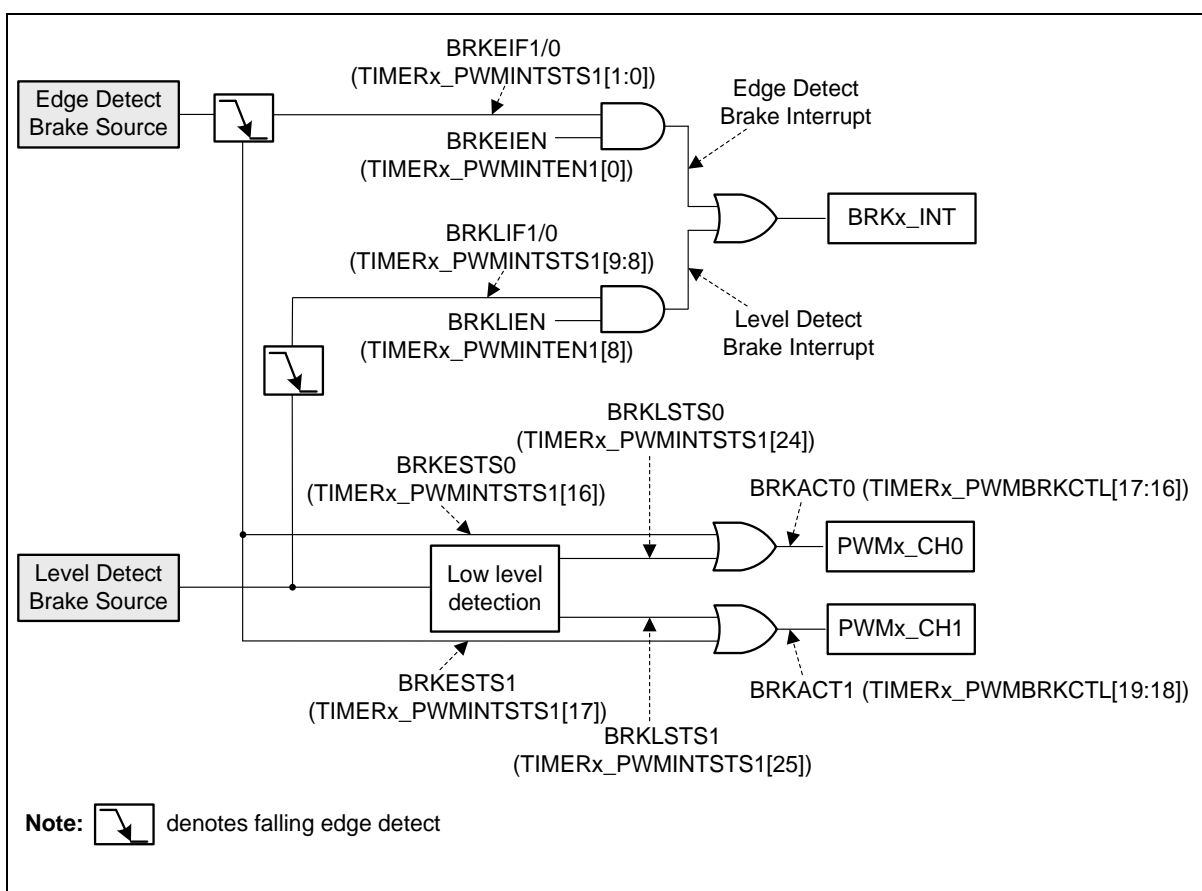 BRKEIF1/0
(TIMERx_PWMINTSTS1[1:0])
Edge Detect
Brake Source
Edge Detect
Brake Interrupt
BRKEIEN
(TIMERx_PWMINTEN1[0])
BRKx_INT
BRKLIF1/0
(TIMERx_PWMINTSTS1[9:8])
BRKLIEN
(TIMERx_PWMINTEN1[8])
Level Detect
Brake Interrupt
BRKLSTS0
(TIMERx_PWMINTSTS1[24])
BRKESTS0
(TIMERx_PWMINTSTS1[16])
BRKACT0 (TIMERx_PWMBRKCTL[17:16])
PWMx_CH0
Level Detect
Brake Source
Low level
detection
PWMx_CH1
BRKESTS1
(TIMERx_PWMINTSTS1[17])
BRKACT1 (TIMERx_PWMBRKCTL[19:18])
BRKLSTS1
(TIMERx_PWMINTSTS1[25])
Note: denotes falling edge detect